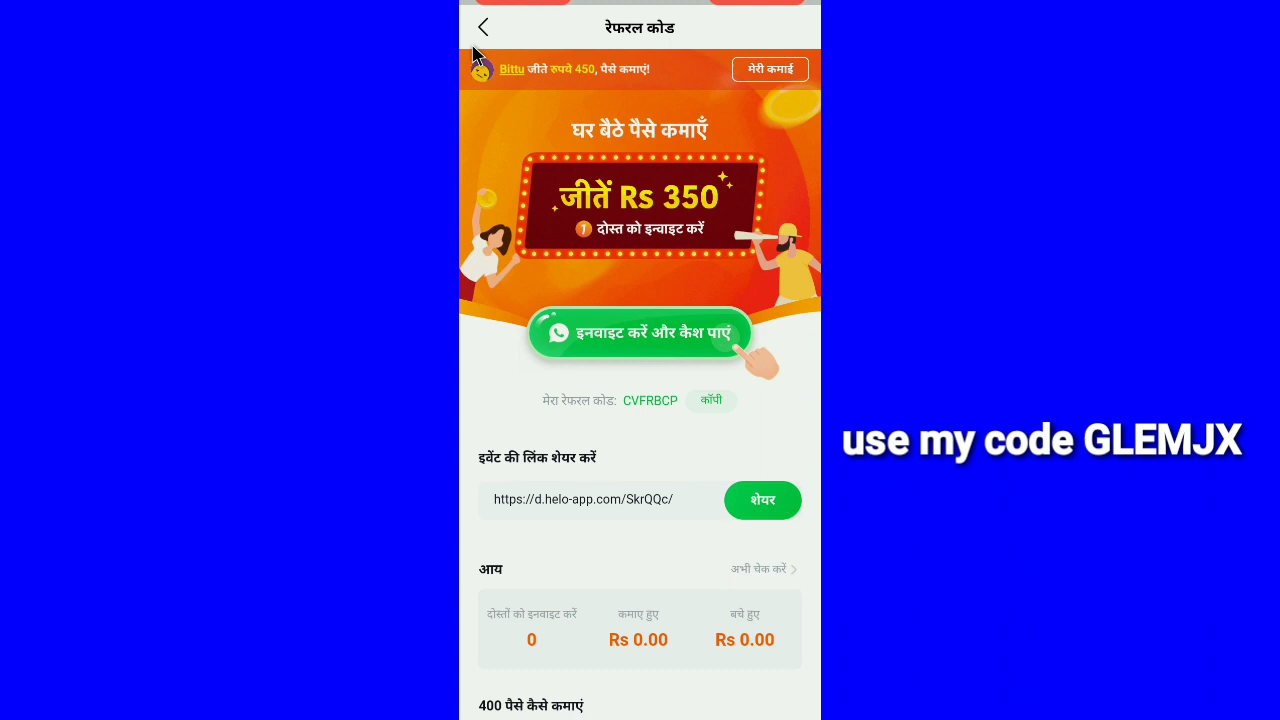 रेफरल कोड
Bittu जीते रुपये 450, पैसे कमाएं!
मेरी कमाई
घर बैठे पैसे कमाएँ
जीतें Rs 350
1 दोस्त को इन्वाइट करें
इनवाइट करें और कैश पाएं
मेरा रेफरल कोड: CVFRBCP कॉपी
use my code GLEMJX
इवेंट की लिंक शेयर करें
https://d.helo-app.com/SkrQQc/
शेयर
आय
अभी चेक करें
दोस्तों को इनवाइट करें
कमाए हुए
बचे हुए
0
Rs 0.00
Rs 0.00
400 पैसे कैसे कमाएं